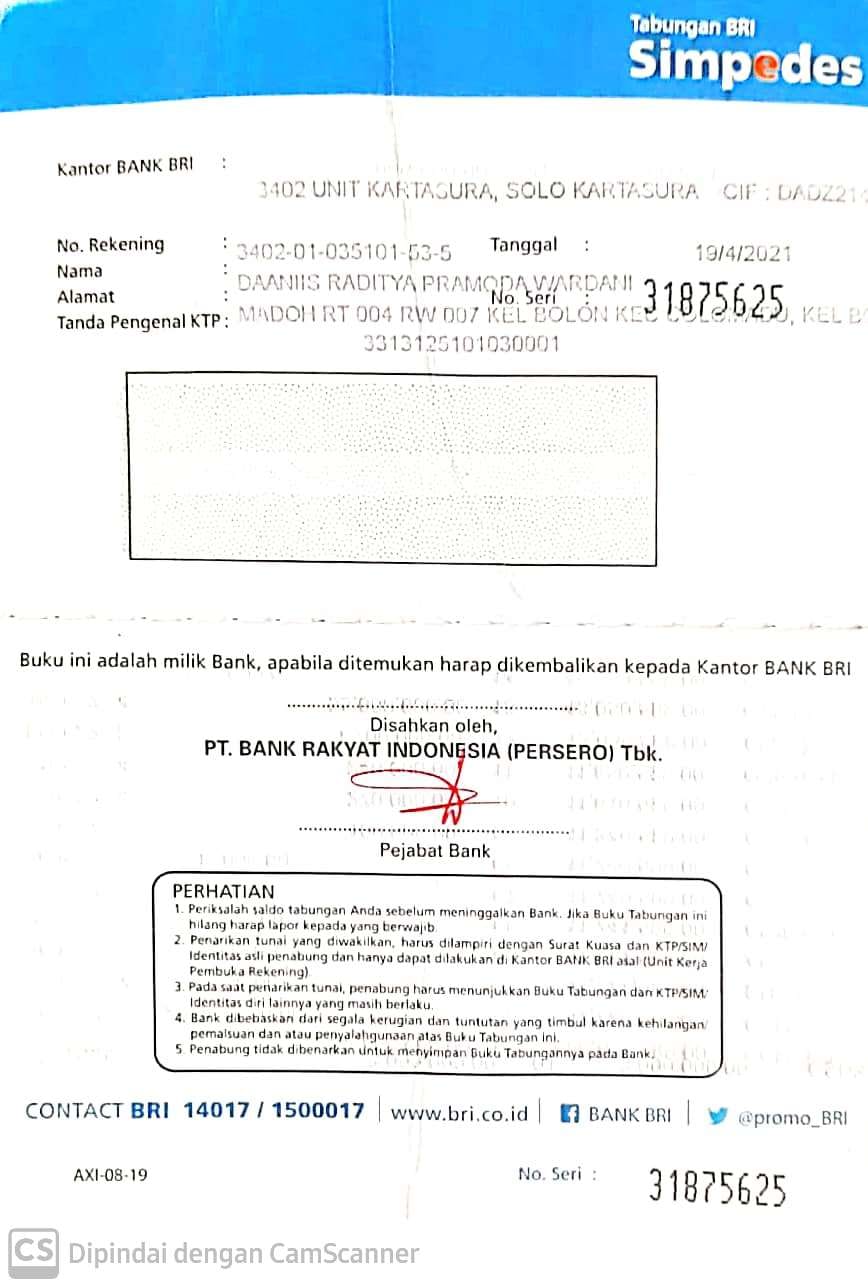 Tabungan BRI
Simpedes
Kantor BANK BRI :
3402 UNIT KARTASURA, SOLO KARTASURA CIF : DADZ214
No. Rekening : 3402-01-035101-53-5 Tanggal : 19/4/2021
Nama : DAANIIS RADITYA PRAMODA WARDANI
No. Seri : 31875625
Alamat : MADOH RT 004 RW 007 KEL BOLON KEC COLOMADU, KEL B
Tanda Pengenal KTP : 3313125101030001
Buku ini adalah milik Bank, apabila ditemukan harap dikembalikan kepada Kantor BANK BRI
Disahkan oleh,
PT. BANK RAKYAT INDONESIA (PERSERO) Tbk.
Pejabat Bank
PERHATIAN
1. Periksalah saldo tabungan Anda sebelum meninggalkan Bank. Jika Buku Tabungan ini
hilang harap lapor kepada yang berwajib.
2. Penarikan tunai yang diwakilkan, harus dilampiri dengan Surat Kuasa dan KTP/SIM/
Identitas asli penabung dan hanya dapat dilakukan di Kantor BANK BRI asal (Unit Kerja
Pembuka Rekening)
3. Pada saat penarikan tunai, penabung harus menunjukkan Buku Tabungan dan KTP/SIM/
Identitas diri lainnya yang masih berlaku.
4. Bank dibebaskan dari segala kerugian dan tuntutan yang timbul karena kehilangan/
pemalsuan dan atau penyalahgunaan atas Buku Tabungan ini.
5. Penabung tidak dibenarkan untuk menyimpan Buku Tabungannya pada Bank.
CONTACT BRI 14017 / 1500017 | www.bri.co.id | BANK BRI | @promo_BRI
AXI-08-19
No. Seri : 31875625
CS Dipindai dengan CamScanner